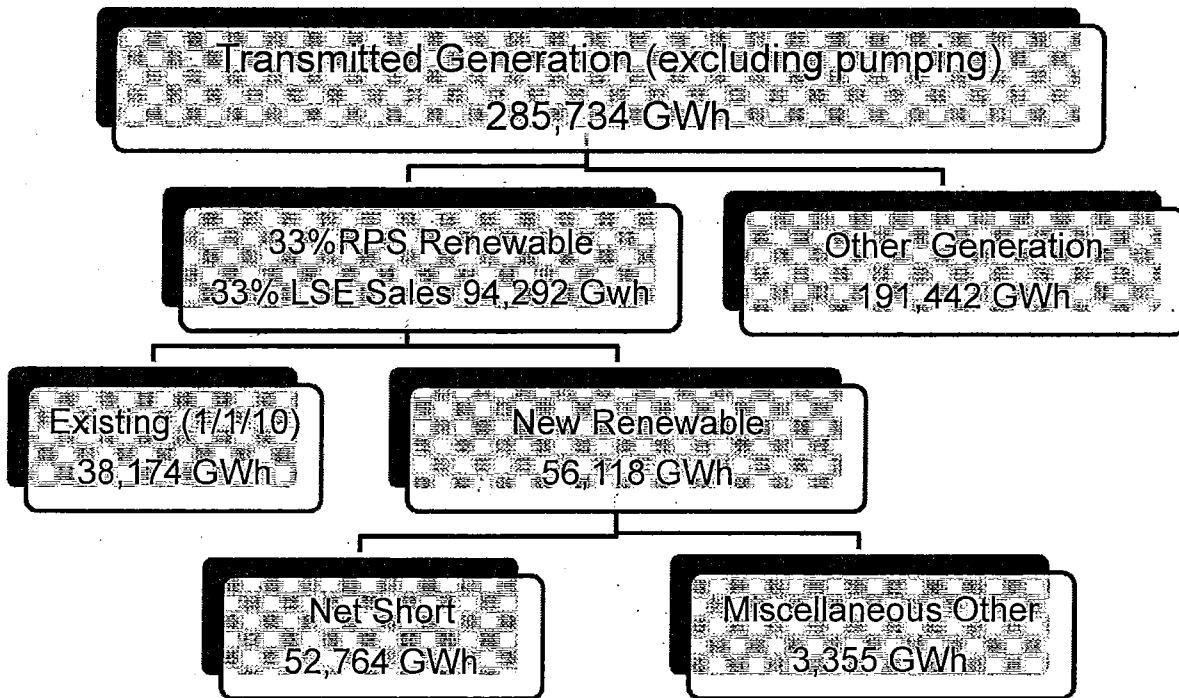 Transmitted Generation (excluding pumping)
285,734 GWh
33%RPS Renewable
33% LSE Sales 94,292 Gwh
Other Generation
191,442 GWh
Existing (1/1/10)
38,174 GWh
New Renewable
56,118 GWh
Net Short
52,764 GWh
Miscellaneous Other
3,355 GWh